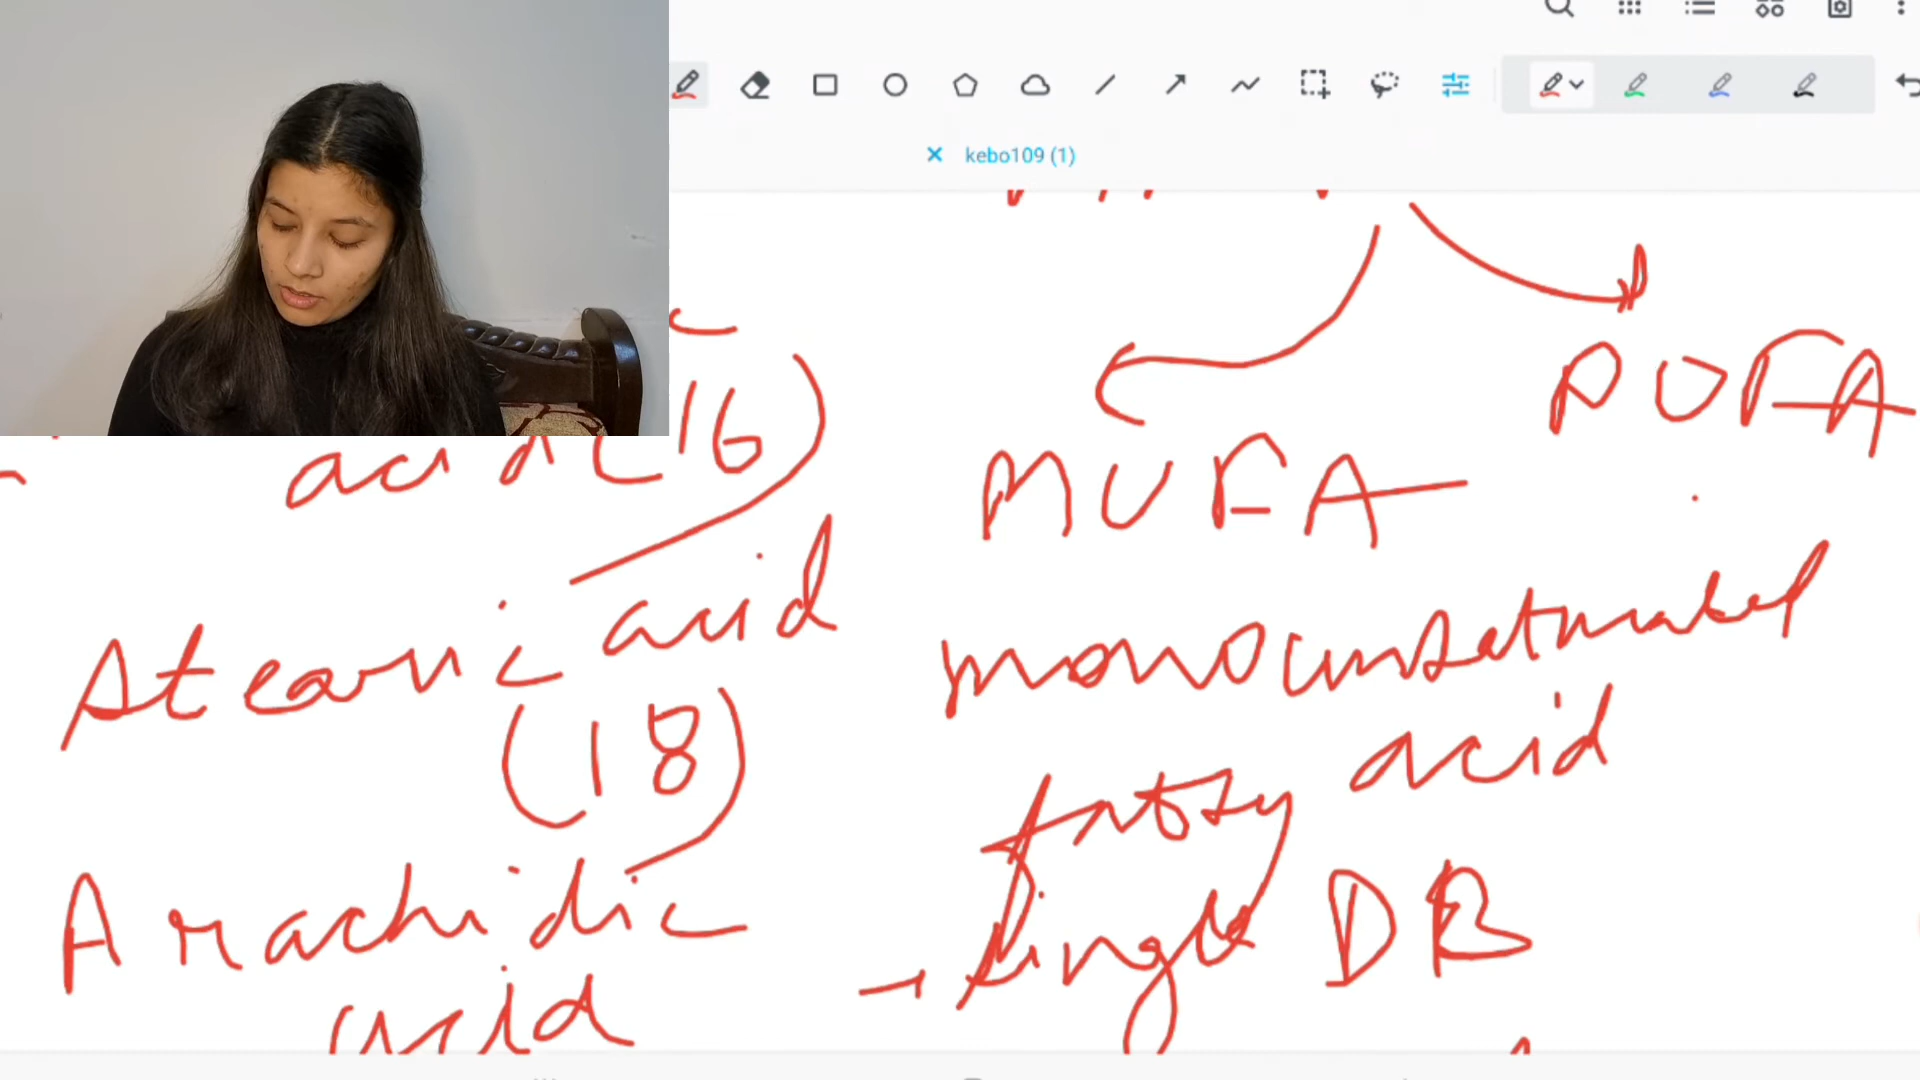 kebo109 (1)
PUFA
acid (16)
MUFA
Stearic acid
(18)
monounsaturated
fatty acid
Arachidic
acid
→ single DB